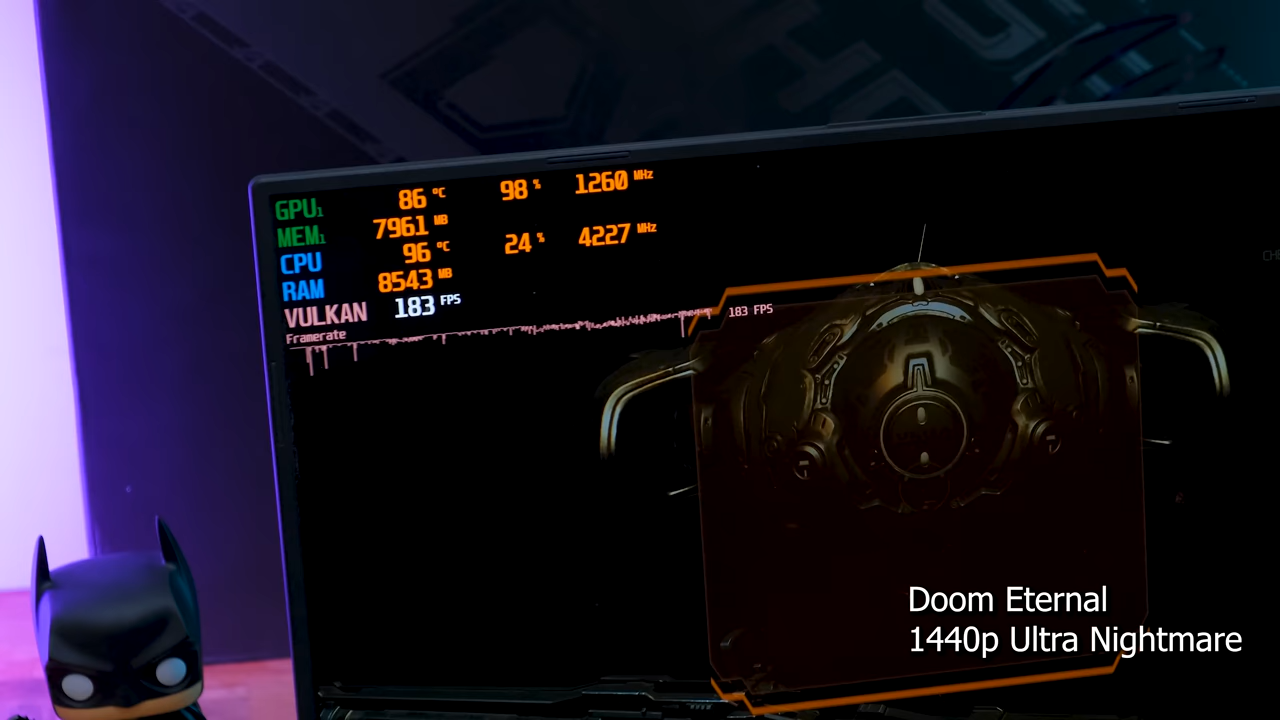 GPU1 86 °C 98 % 1260 MHz
MEM1 7961 MB
CPU 96 °C 24 % 4227 MHz
RAM 8543 MB
VULKAN 183 FPS
Framerate
183 FPS
Doom Eternal
1440p Ultra Nightmare